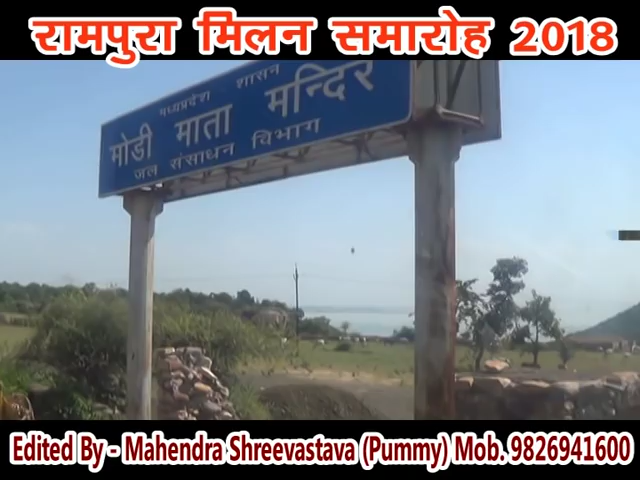 रामपुरा मिलन समारोह 2018
मध्यप्रदेश शासन
मोडी माता मन्दिर
जल संसाधन विभाग
Edited By - Mahendra Shreevastava (Pummy) Mob. 9826941600